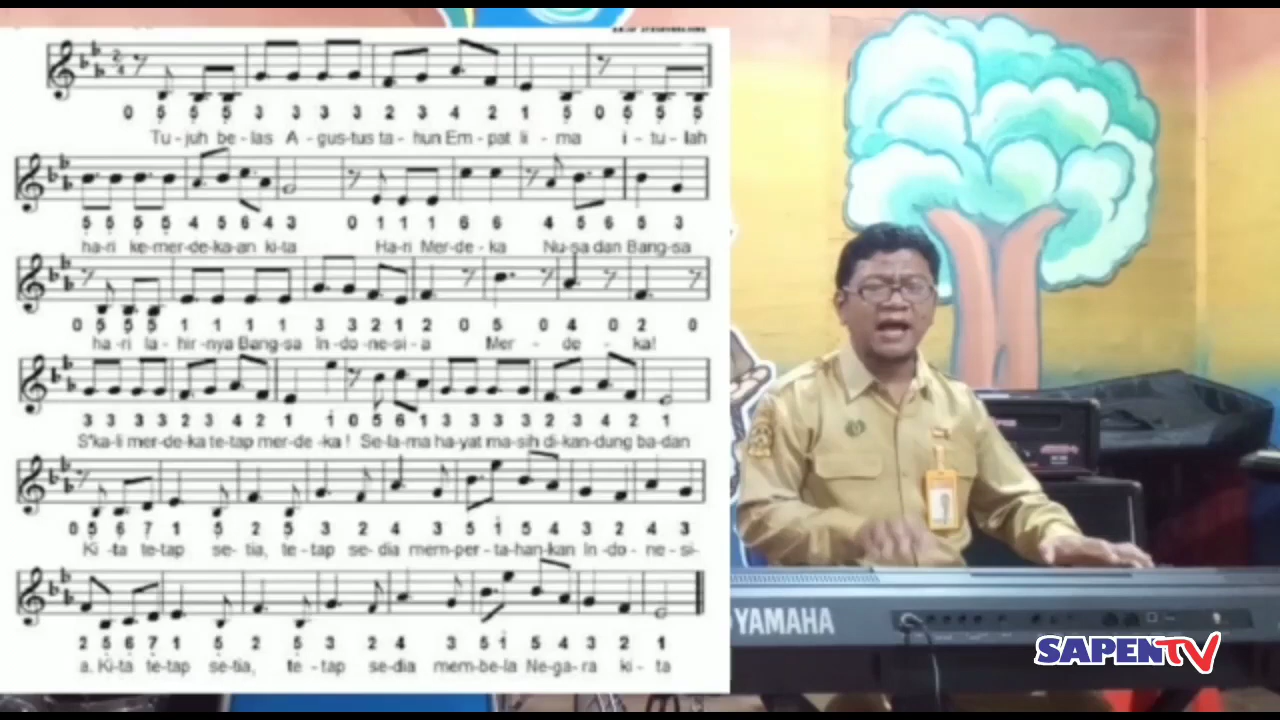 2 4
0 5 5 5 3 3 3 3 2 3 4 2 1 5 0 5 5 5
Tu - juh be - las A - gus-tus ta - hun Em - pat li - ma i - tu - lah
5 5 5 5 4 5 6 4 3 0 1 1 1 6 6 4 5 6 5 3
ha-ri ke-mer-de-ka-an ki-ta Ha-ri Mer-de - ka Nu-sa dan Bang-sa
0 5 5 5 1 1 1 1 3 3 2 1 2 0 5 0 4 0 2 0
ha - ri la - hir-nya Bang-sa In-do -ne-si - a Mer - de - ka!
3 3 3 3 2 3 4 2 1 1 0 5 6 1 3 3 3 3 2 3 4 2 1
S'ka-li mer-de-ka te-tap mer-de -ka ! Se-la-ma ha-yat ma-sih di-kan-dung ba-dan
0 5 6 7 1 5 2 5 3 2 4 3 5 1 5 4 3 2 4 3
Ki -ta te-tap se-tia, te-tap se-dia mem-per-ta-han-kan In-do-ne-si-
2 5 6 7 1 5 2 5 3 2 4 3 5 1 5 4 3 2 1
a. Ki-ta te-tap se-tia, te - tap se-dia mem-be-la Ne-ga-ra ki - ta
YAMAHA
SAPENTV